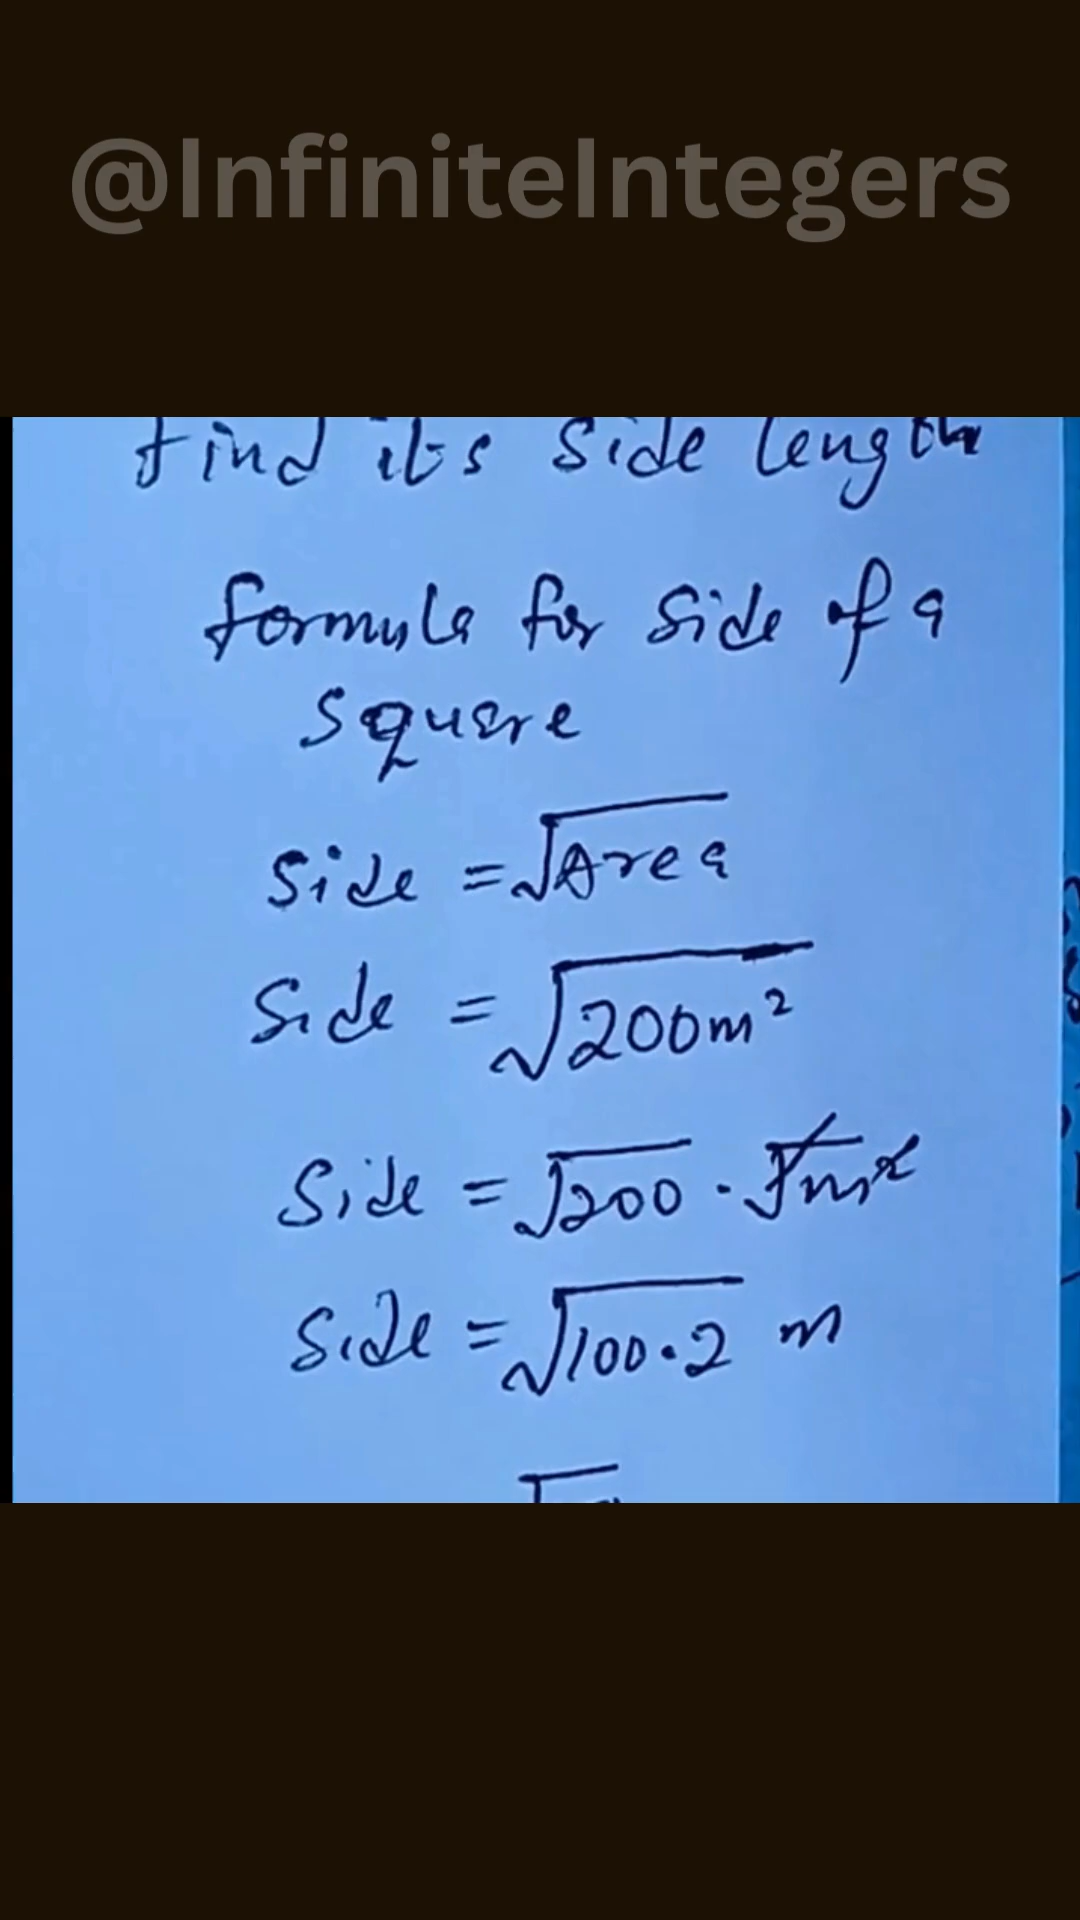 @InfiniteIntegers
find its side length
formula for side of a
square
side = √Area
Side = √200m²
Side = √200 · √m²
Side = √100·2 m